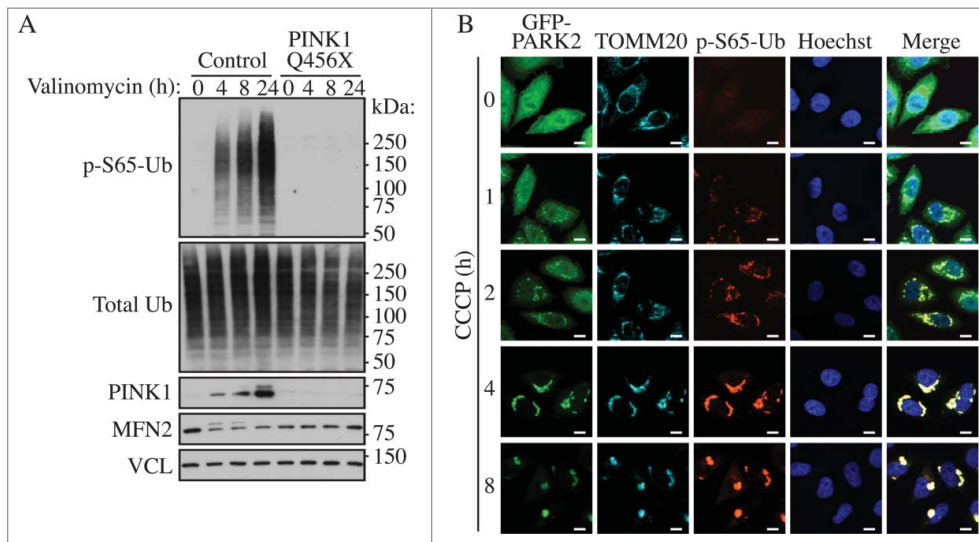 A
PINK1
Control Q456X
Valinomycin (h): 0 4 8 24 0 4 8 24
kDa:
p-S65-Ub
250
150
100
75
50
Total Ub
250
150
100
75
50
PINK1
75
MFN2
75
VCL
150
B
GFP-
PARK2 TOMM20 p-S65-Ub Hoechst Merge
CCCP (h)
0
1
2
4
8